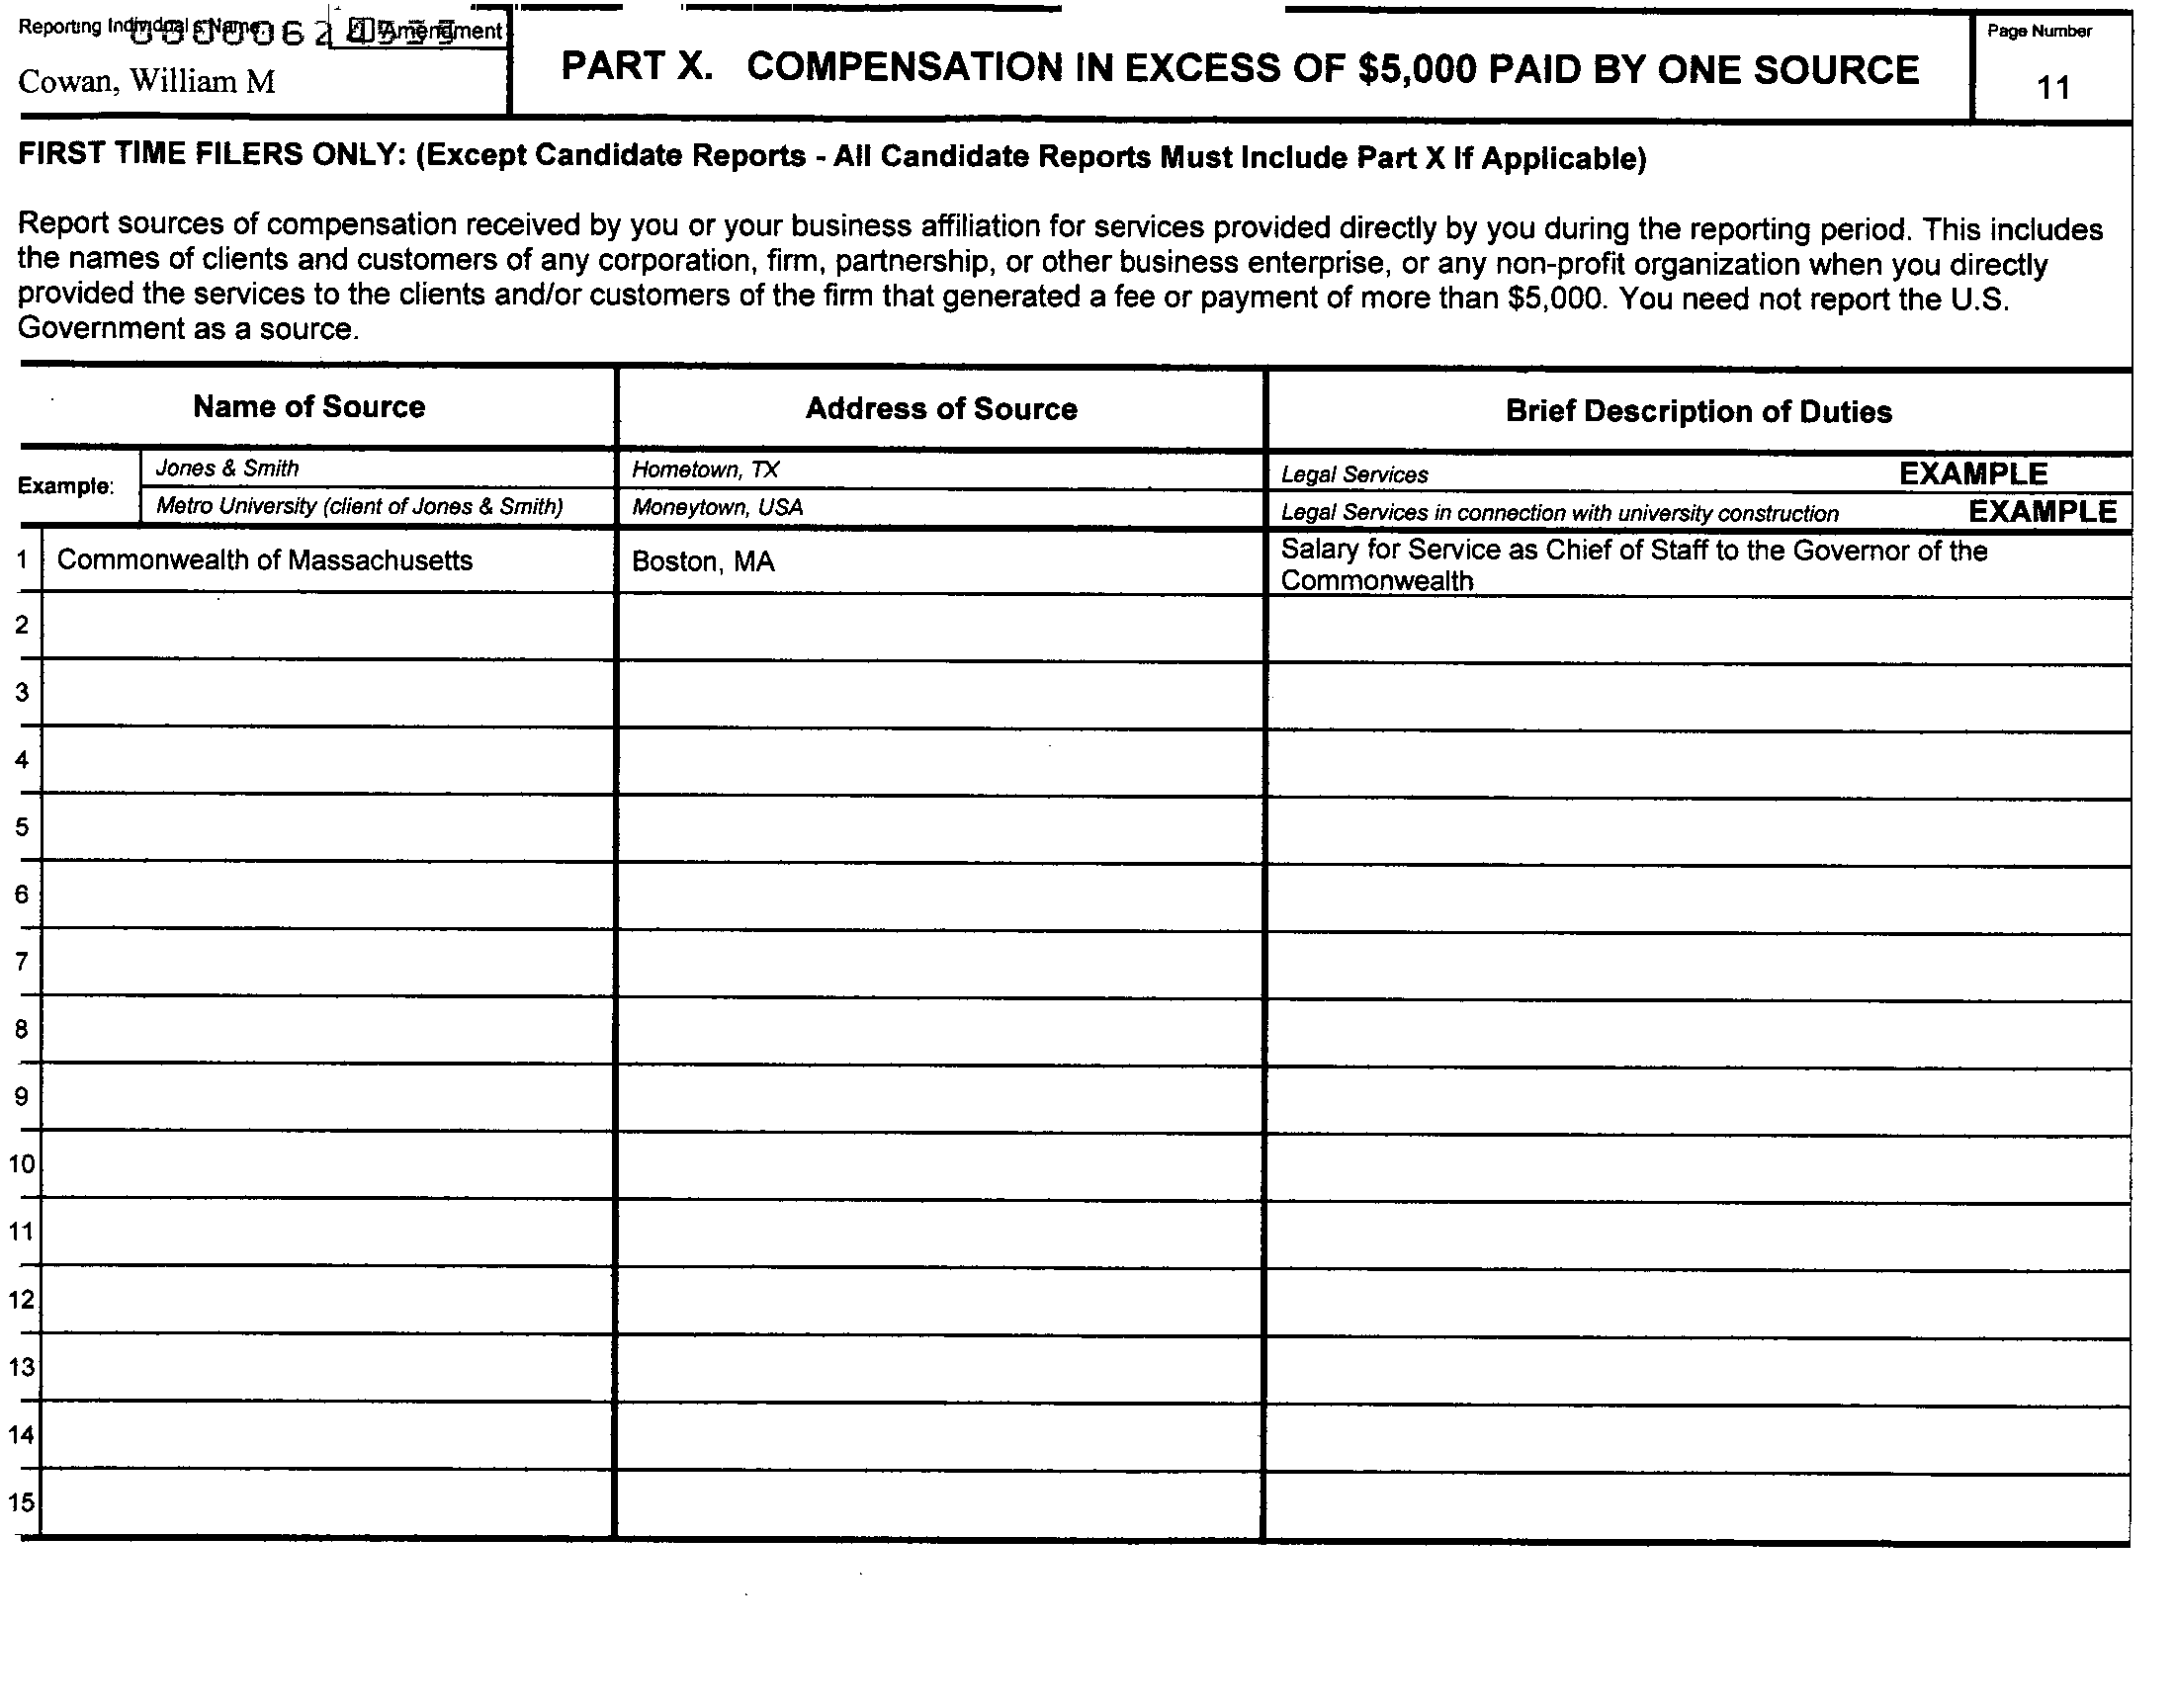 Reporting Individual's Name:
Amendment
Cowan, William M
PART X. COMPENSATION IN EXCESS OF $5,000 PAID BY ONE SOURCE
Page Number
11
FIRST TIME FILERS ONLY: (Except Candidate Reports - All Candidate Reports Must Include Part X If Applicable)
Report sources of compensation received by you or your business affiliation for services provided directly by you during the reporting period. This includes
the names of clients and customers of any corporation, firm, partnership, or other business enterprise, or any non-profit organization when you directly
provided the services to the clients and/or customers of the firm that generated a fee or payment of more than $5,000. You need not report the U.S.
Government as a source.
Name of Source Address of Source Brief Description of Duties
Example:
Jones & Smith Hometown, TX Legal Services EXAMPLE
Metro University (client of Jones & Smith) Moneytown, USA Legal Services in connection with university construction EXAMPLE
1 Commonwealth of Massachusetts Boston, MA Salary for Service as Chief of Staff to the Governor of the
Commonwealth
2
3
4
5
6
7
8
9
10
11
12
13
14
15